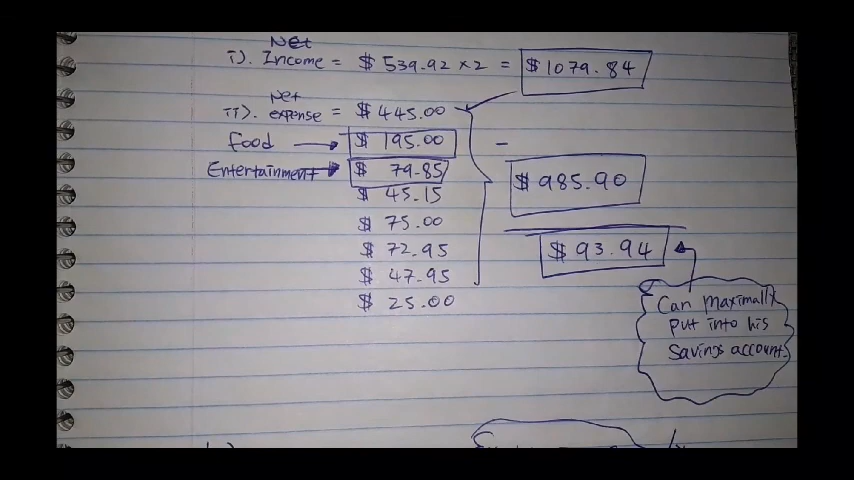 Net
i). Income = $ 539.92 x 2 = $ 1079.84
Net
ii). expense = $ 445.00
food $ 195.00 -
Entertainment $ 79.85 $ 985.90
$ 45.15
$ 75.00
$ 72.95 $ 93.94
$ 47.95
$ 25.00
Can maximally
put into his
savings account.